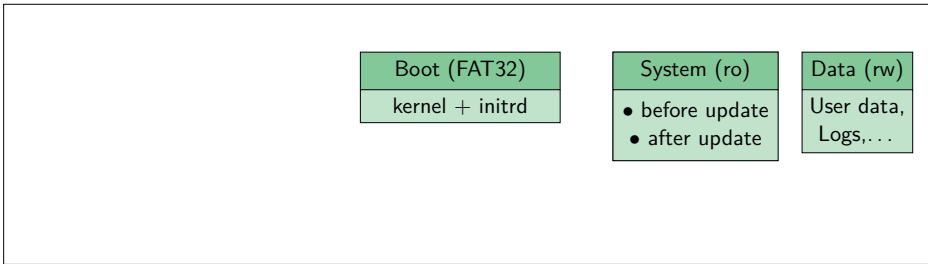 Boot (FAT32)
kernel + initrd
System (ro)
• before update
• after update
Data (rw)
User data,
Logs,...